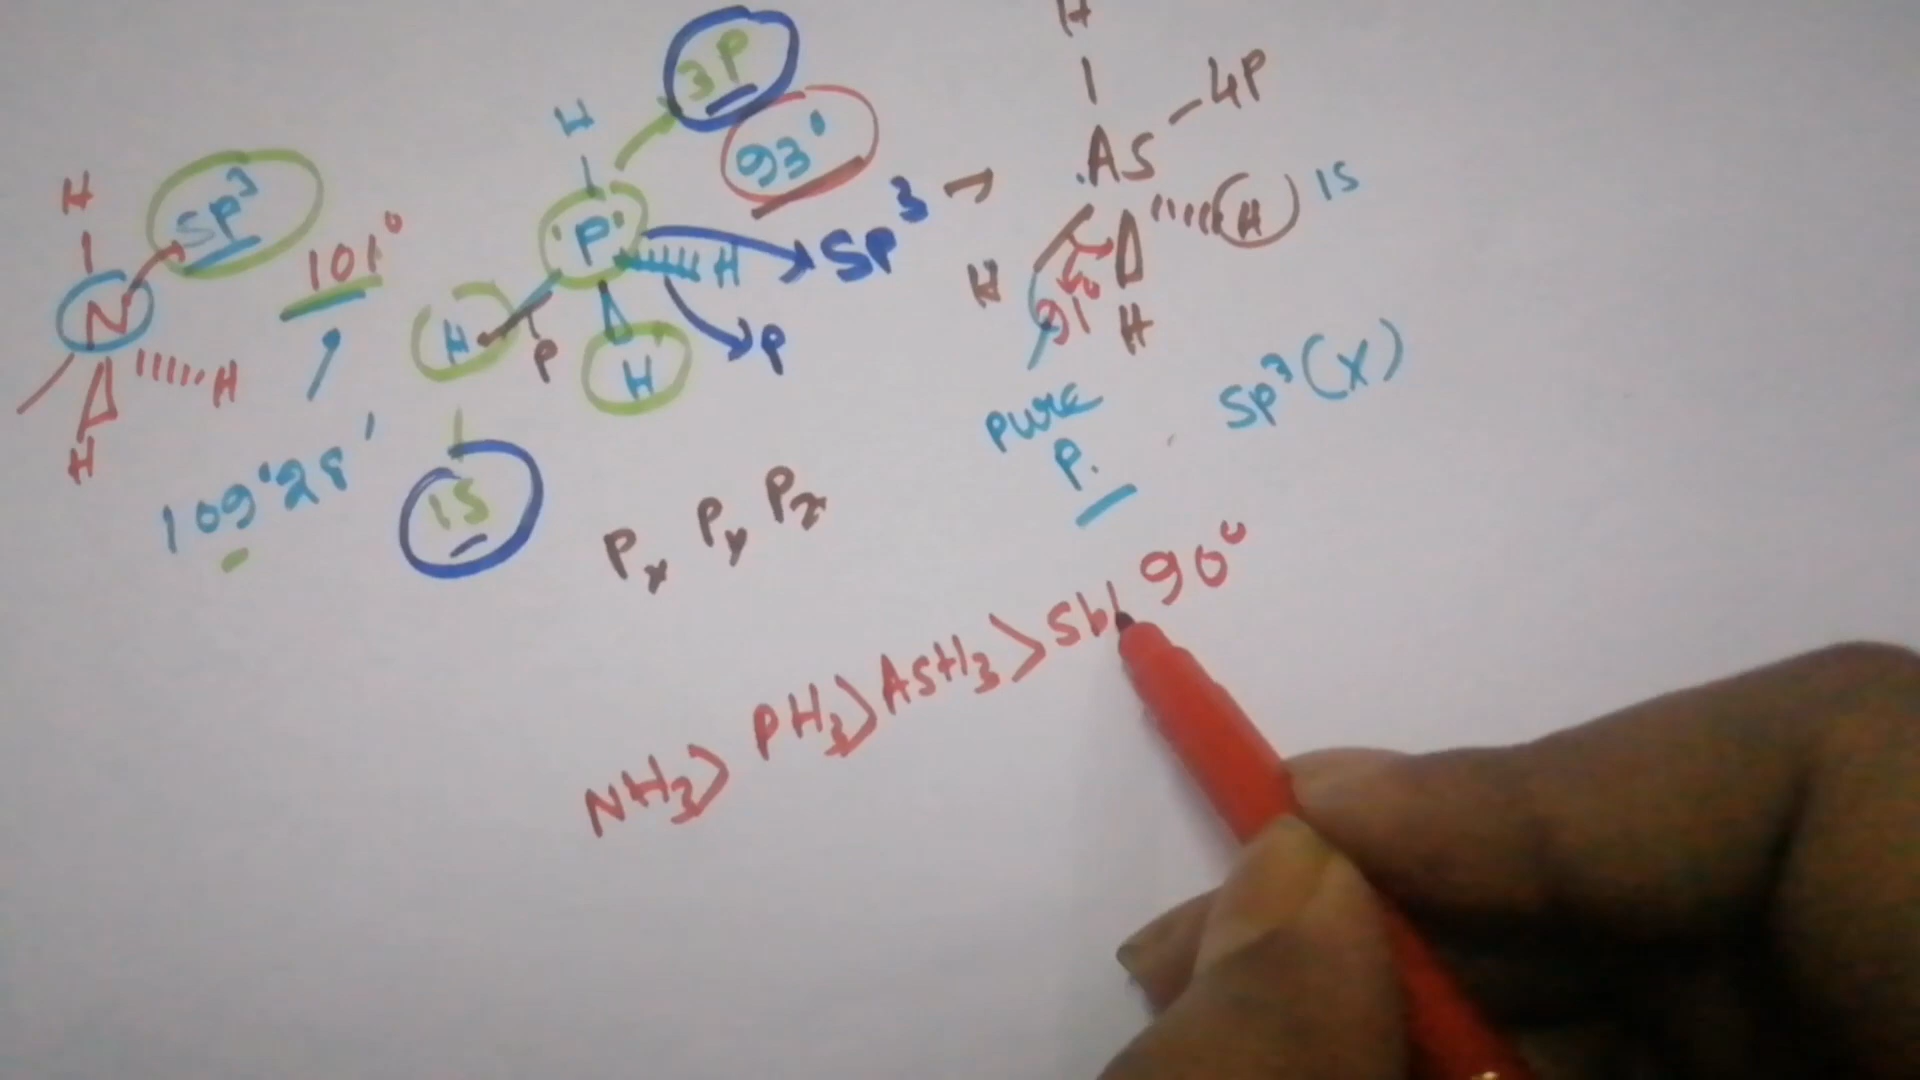 H
3P
H
4P
93'
.AS
SP³
H
SP³
(H) 1S
H
101°
'P'
H
N
H
91°
H
H
P
P
H
H
H
pure
P.
SP³(X)
109°28'
1S
Px Py Pz
90°
NH3> PH3> AsH3> Sb